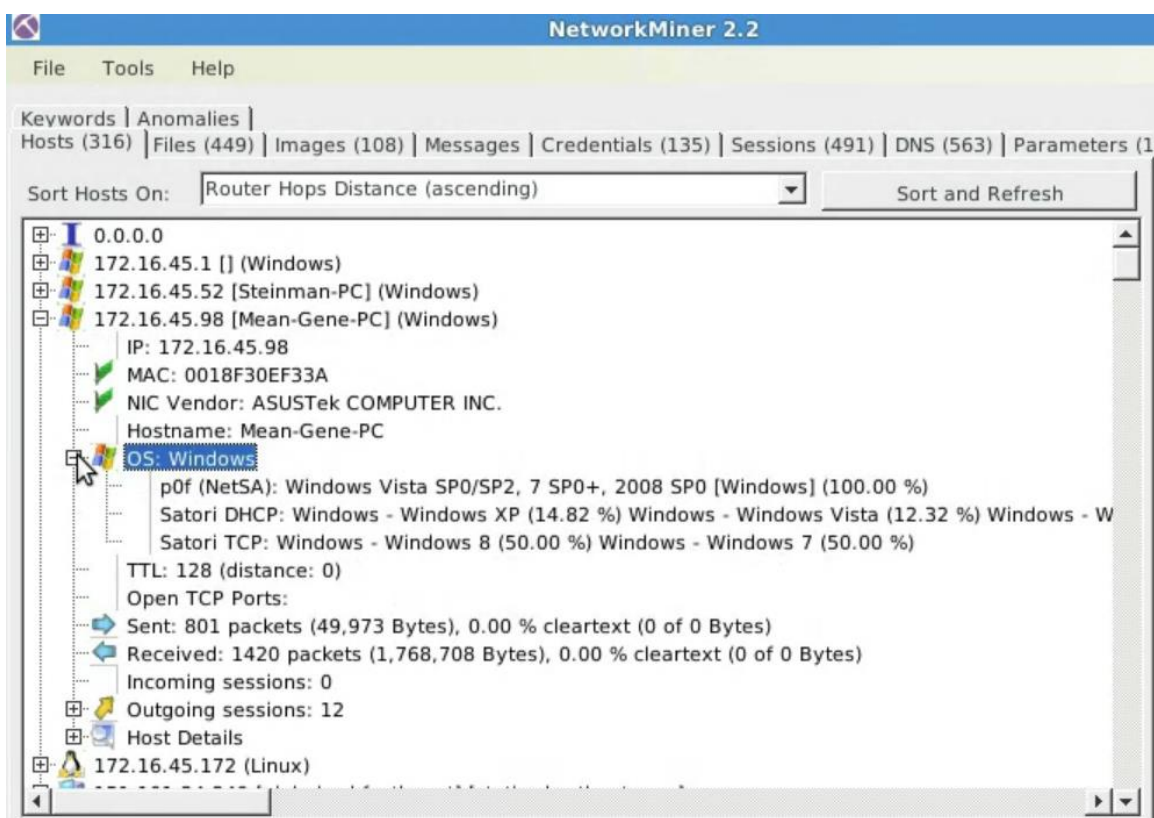 NetworkMiner 2.2
File Tools Help
Keywords Anomalies
Hosts (316) Files (449) Images (108) Messages Credentials (135) Sessions (491) DNS (563) Parameters (1
Sort Hosts On: Router Hops Distance (ascending) Sort and Refresh
0.0.0.0
172.16.45.1 [] (Windows)
172.16.45.52 [Steinman-PC] (Windows)
172.16.45.98 [Mean-Gene-PC] (Windows)
IP: 172.16.45.98
MAC: 0018F30EF33A
NIC Vendor: ASUSTek COMPUTER INC.
Hostname: Mean-Gene-PC
OS: Windows
p0f (NetSA): Windows Vista SP0/SP2, 7 SP0+, 2008 SP0 [Windows] (100.00 %)
Satori DHCP: Windows - Windows XP (14.82 %) Windows - Windows Vista (12.32 %) Windows - W
Satori TCP: Windows - Windows 8 (50.00 %) Windows - Windows 7 (50.00 %)
TTL: 128 (distance: 0)
Open TCP Ports:
Sent: 801 packets (49,973 Bytes), 0.00 % cleartext (0 of 0 Bytes)
Received: 1420 packets (1,768,708 Bytes), 0.00 % cleartext (0 of 0 Bytes)
Incoming sessions: 0
Outgoing sessions: 12
Host Details
172.16.45.172 (Linux)